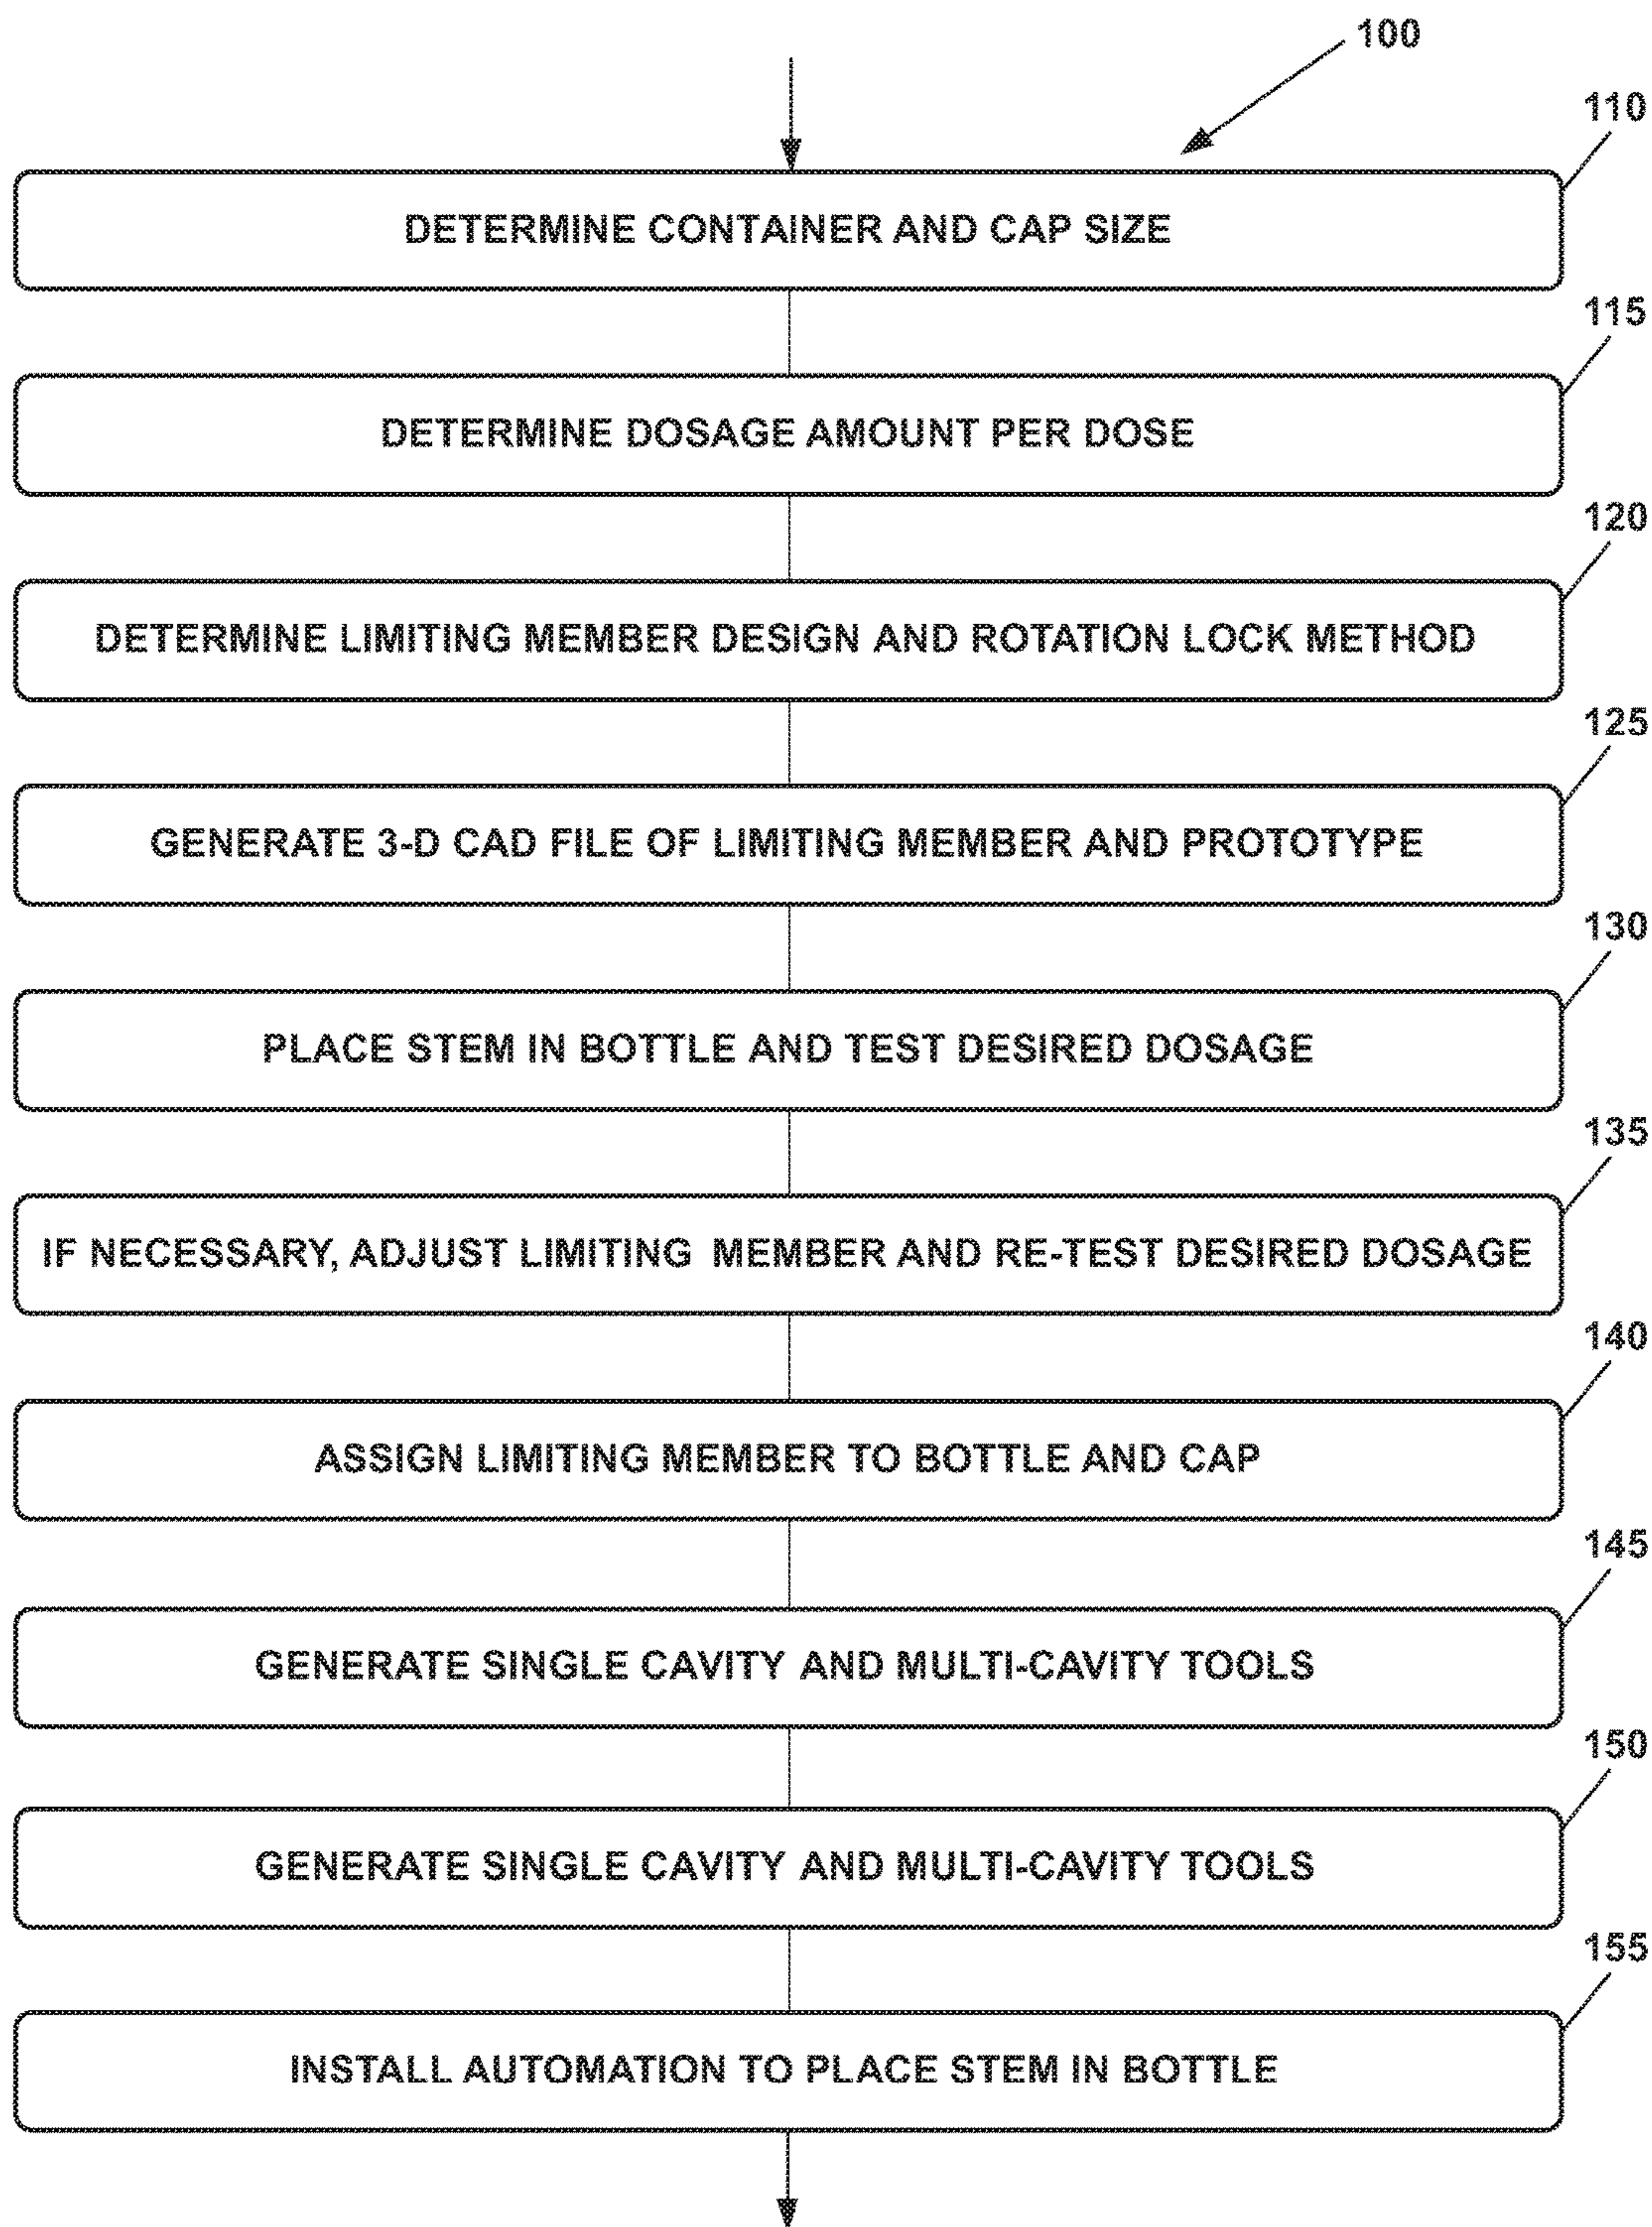 100
110
DETERMINE CONTAINER AND CAP SIZE
115
DETERMINE DOSAGE AMOUNT PER DOSE
120
DETERMINE LIMITING MEMBER DESIGN AND ROTATION LOCK METHOD
125
GENERATE 3-D CAD FILE OF LIMITING MEMBER AND PROTOTYPE
130
PLACE STEM IN BOTTLE AND TEST DESIRED DOSAGE
135
IF NECESSARY, ADJUST LIMITING MEMBER AND RE-TEST DESIRED DOSAGE
140
ASSIGN LIMITING MEMBER TO BOTTLE AND CAP
145
GENERATE SINGLE CAVITY AND MULTI-CAVITY TOOLS
150
GENERATE SINGLE CAVITY AND MULTI-CAVITY TOOLS
155
INSTALL AUTOMATION TO PLACE STEM IN BOTTLE